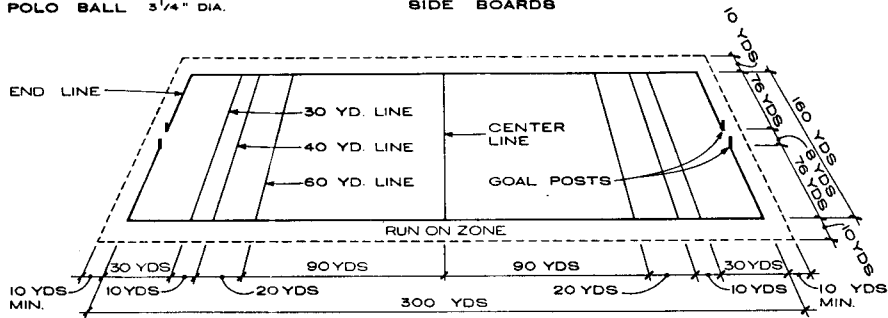 POLO BALL 3 1/4" DIA.
SIDE BOARDS
END LINE
30 YD. LINE
40 YD. LINE
60 YD. LINE
CENTER
LINE
GOAL POSTS
RUN ON ZONE
10 YDS
76 YDS
8 YDS
76 YDS
160 YDS
10 YDS
30 YDS
90 YDS
90 YDS
30 YDS
10 YDS
MIN.
10 YDS
20 YDS
20 YDS
10 YDS
10 YDS
MIN.
300 YDS